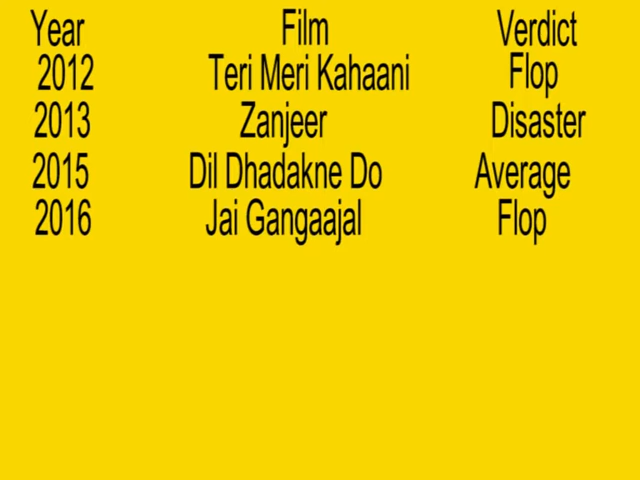 Year Film Verdict
2012 Teri Meri Kahaani Flop
2013 Zanjeer Disaster
2015 Dil Dhadakne Do Average
2016 Jai Gangaajal Flop